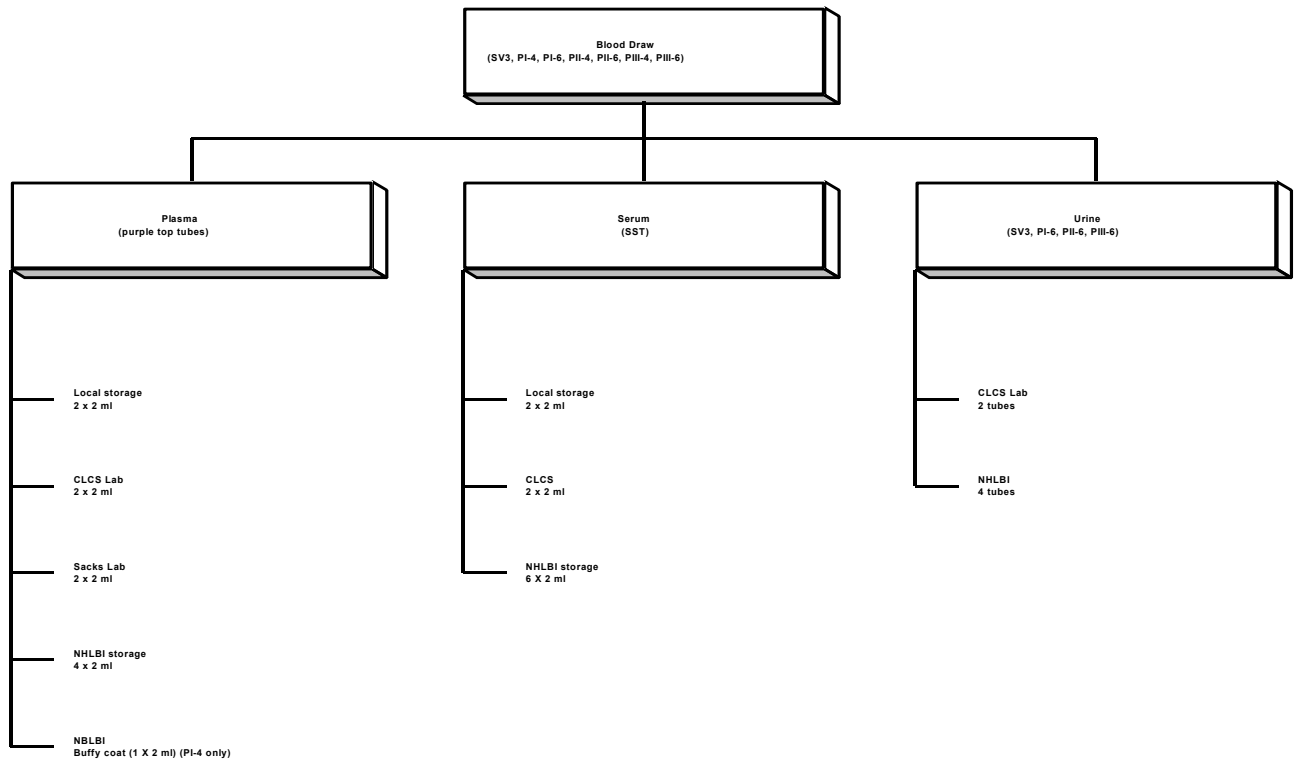 Blood Draw
(SV3, PI-4, PI-6, PII-4, PII-6, PIII-4, PIII-6)
Plasma
(purple top tubes)
Serum
(SST)
Urine
(SV3, PI-6, PII-6, PIII-6)
Local storage
2 x 2 ml
CLCS Lab
2 x 2 ml
Sacks Lab
2 x 2 ml
NHLBI storage
4 x 2 ml
NBLBI
Buffy coat (1 X 2 ml) (PI-4 only)
Local storage
2 x 2 ml
CLCS
2 x 2 ml
NHLBI storage
6 X 2 ml
CLCS Lab
2 tubes
NHLBI
4 tubes